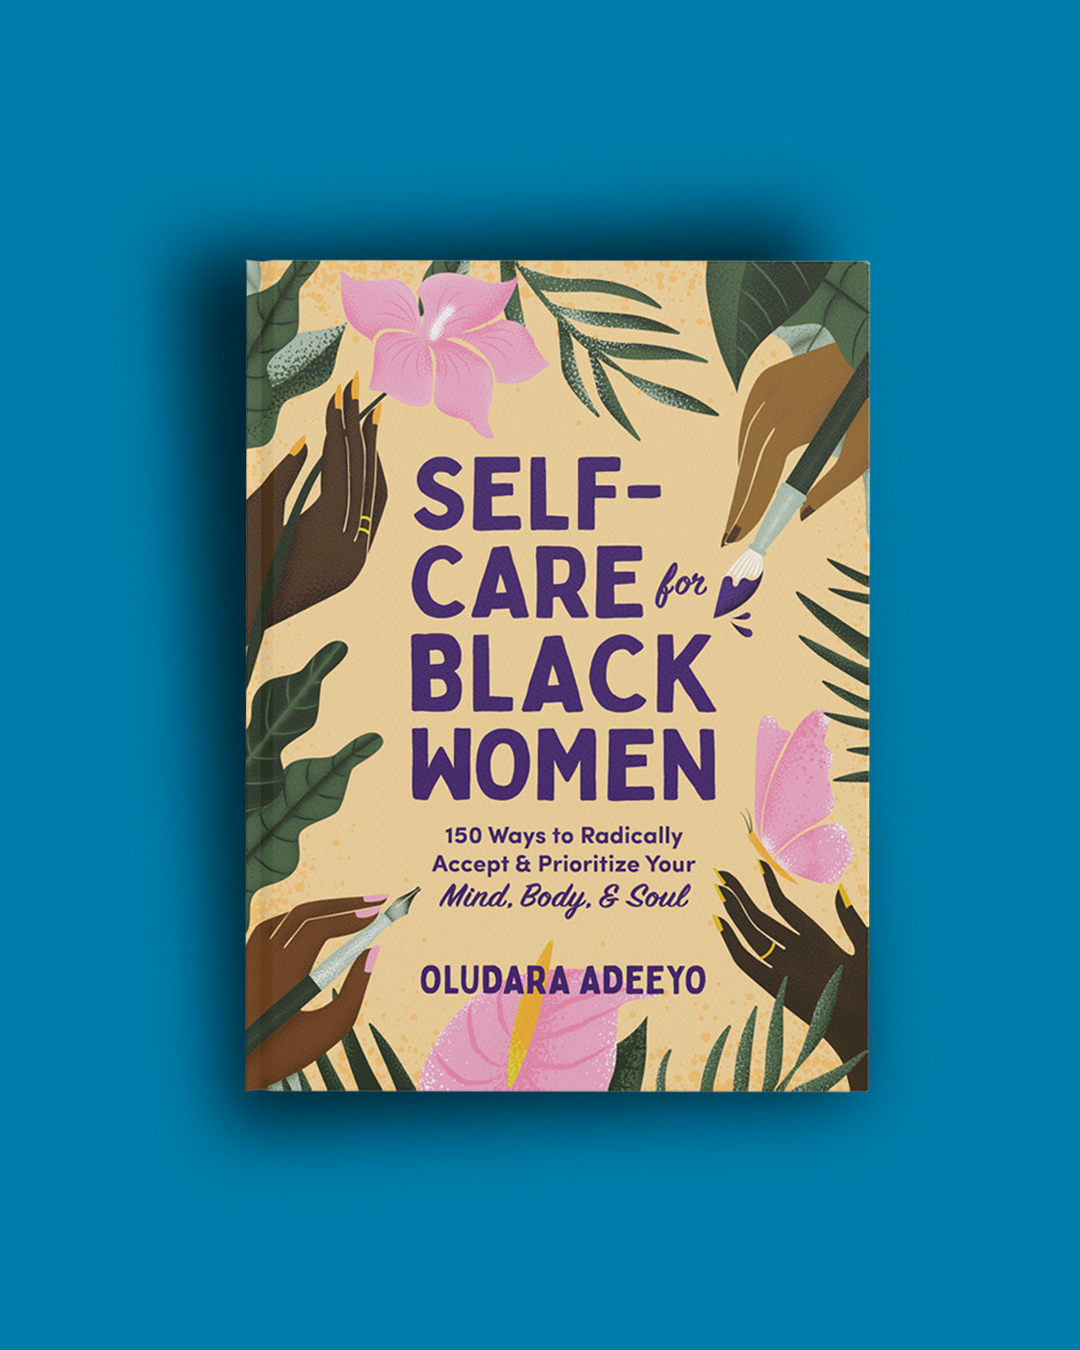 SELF-
CARE for
BLACK
WOMEN
150 Ways to Radically
Accept & Prioritize Your
Mind, Body, & Soul
OLUDARA ADEEYO